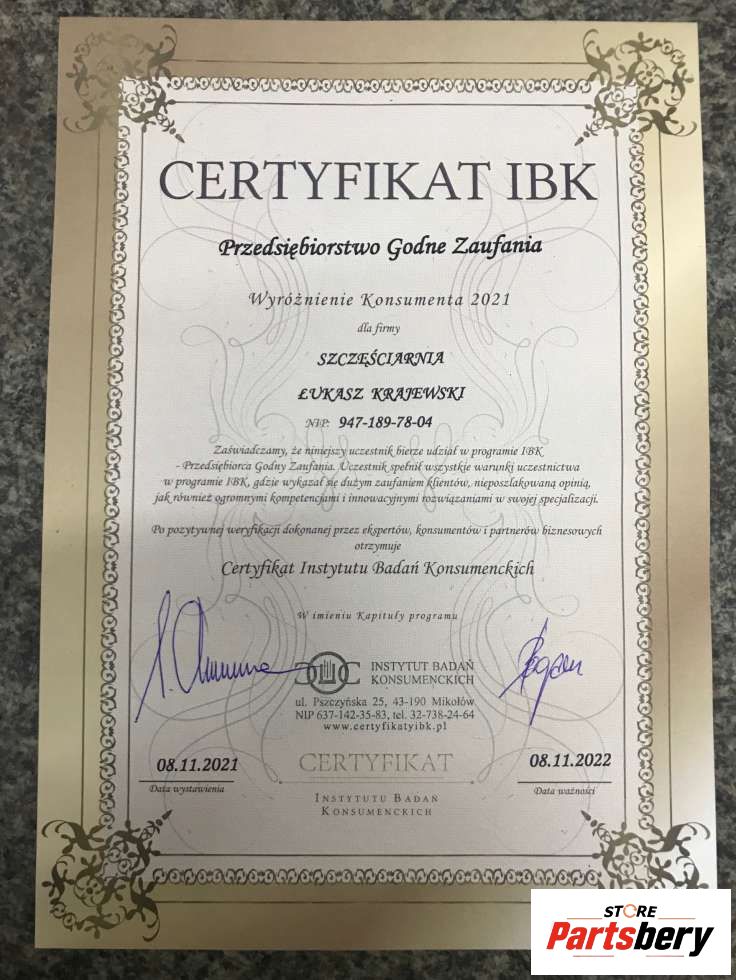 CERTYFIKAT IBK
Przedsiębiorstwo Godne Zaufania
Wyróżnienie Konsumenta 2021
dla firmy
SZCZĘŚCIARNIA
ŁUKASZ KRAJEWSKI
NIP: 947-189-78-04
Zaświadczamy, że niniejszy uczestnik bierze udział w programie IBK
- Przedsiębiorca Godny Zaufania. Uczestnik spełnił wszystkie warunki uczestnictwa
w programie IBK, gdzie wykazał się dużym zaufaniem klientów, nieposzlakowaną opinią,
jak również ogromnymi kompetencjami i innowacyjnymi rozwiązaniami w swojej specjalizacji.
Po pozytywnej weryfikacji dokonanej przez ekspertów, konsumentów i partnerów biznesowych
otrzymuje
Certyfikat Instytutu Badań Konsumenckich
W imieniu Kapituły programu
INSTYTUT BADAŃ
KONSUMENCKICH
ul. Pszczyńska 25, 43-190 Mikołów
NIP 637-142-35-83, tel. 32-738-24-64
www.certyfikatyibk.pl
08.11.2021
Data wystawienia
CERTYFIKAT
INSTYTUTU BADAŃ
KONSUMENCKICH
08.11.2022
Data ważności
STORE
Partsbery